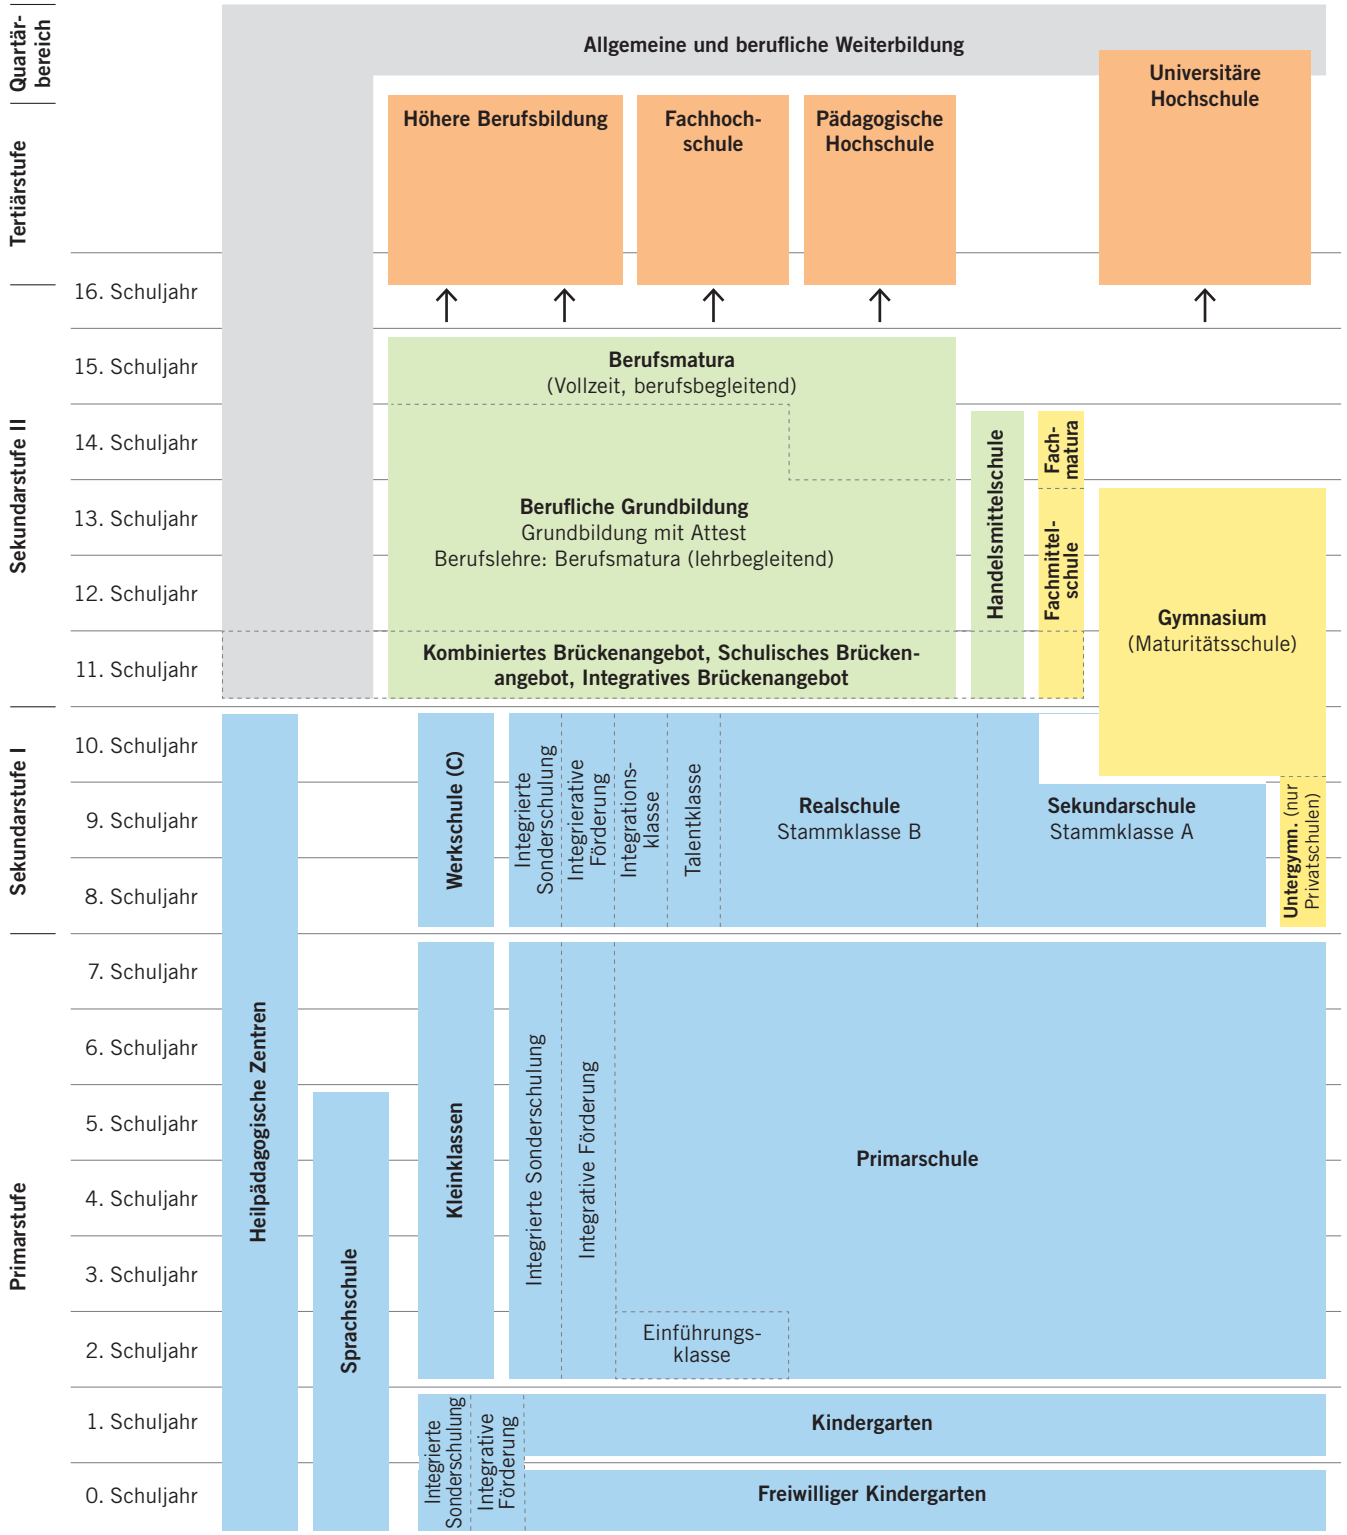 Quartär-
bereich
Allgemeine und berufliche Weiterbildung
Universitäre
Hochschule
Höhere Berufsbildung
Fachhoch-
schule
Pädagogische
Hochschule
Tertiärstufe
16. Schuljahr
Sekundarstufe II
15. Schuljahr
Berufsmatura
(Vollzeit, berufsbegleitend)
14. Schuljahr
Handelsmittelschule
Fach-
matura
13. Schuljahr
Berufliche Grundbildung
Grundbildung mit Attest
Berufslehre: Berufsmatura (lehrbegleitend)
Fachmittel-
schule
12. Schuljahr
Gymnasium
(Maturitätsschule)
11. Schuljahr
Kombiniertes Brückenangebot, Schulisches Brücken-
angebot, Integratives Brückenangebot
Sekundarstufe I
10. Schuljahr
9. Schuljahr
8. Schuljahr
Werkschule (C)
Integrierte
Sonderschulung
Integrierative
Förderung
Integrations-
klasse
Talentklasse
Realschule
Stammklasse B
Sekundarschule
Stammklasse A
Untergymn. (nur
Privatschulen)
Primarstufe
7. Schuljahr
6. Schuljahr
5. Schuljahr
4. Schuljahr
3. Schuljahr
2. Schuljahr
Heilpädagogische Zentren
Sprachschule
Kleinklassen
Integrierte Sonderschulung
Integrative Förderung
Primarschule
Einführungs-
klasse
1. Schuljahr
0. Schuljahr
Integrierte
Sonderschulung
Integrative
Förderung
Kindergarten
Freiwilliger Kindergarten